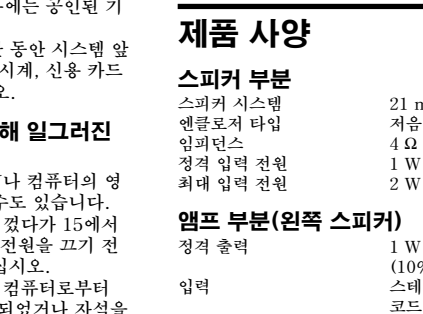 에는 공인된 기
동안 시스템 앞
시계, 신용 카드
오.
해 일그러진
나 컴퓨터의 영
수도 있습니다.
껐다가 15에서
전원을 끄기 전
십시오.
컴퓨터로부터
되었거나 자석을
제품 사양
스피커 부분
스피커 시스템 21
엔클로저 타입 저음
임피던스 4 Ω
정격 입력 전원 1 W
최대 입력 전원 2 W
앰프 부분(왼쪽 스피커)
정격 출력 1 W
(10%
입력 스테
코드